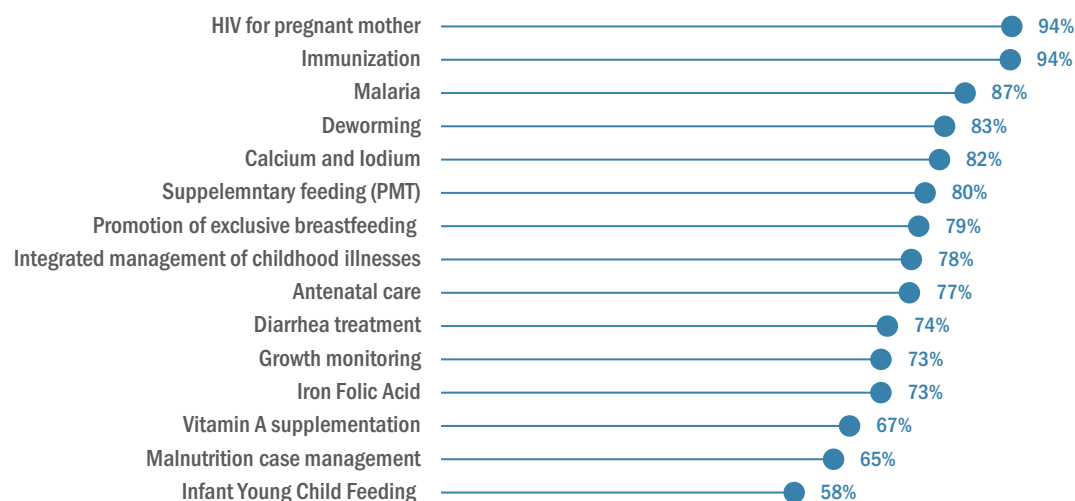 HIV for pregnant mother 94%
Immunization 94%
Malaria 87%
Deworming 83%
Calcium and Iodium 82%
Suppelemntary feeding (PMT) 80%
Promotion of exclusive breastfeeding 79%
Integrated management of childhood illnesses 78%
Antenatal care 77%
Diarrhea treatment 74%
Growth monitoring 73%
Iron Folic Acid 73%
Vitamin A supplementation 67%
Malnutrition case management 65%
Infant Young Child Feeding 58%